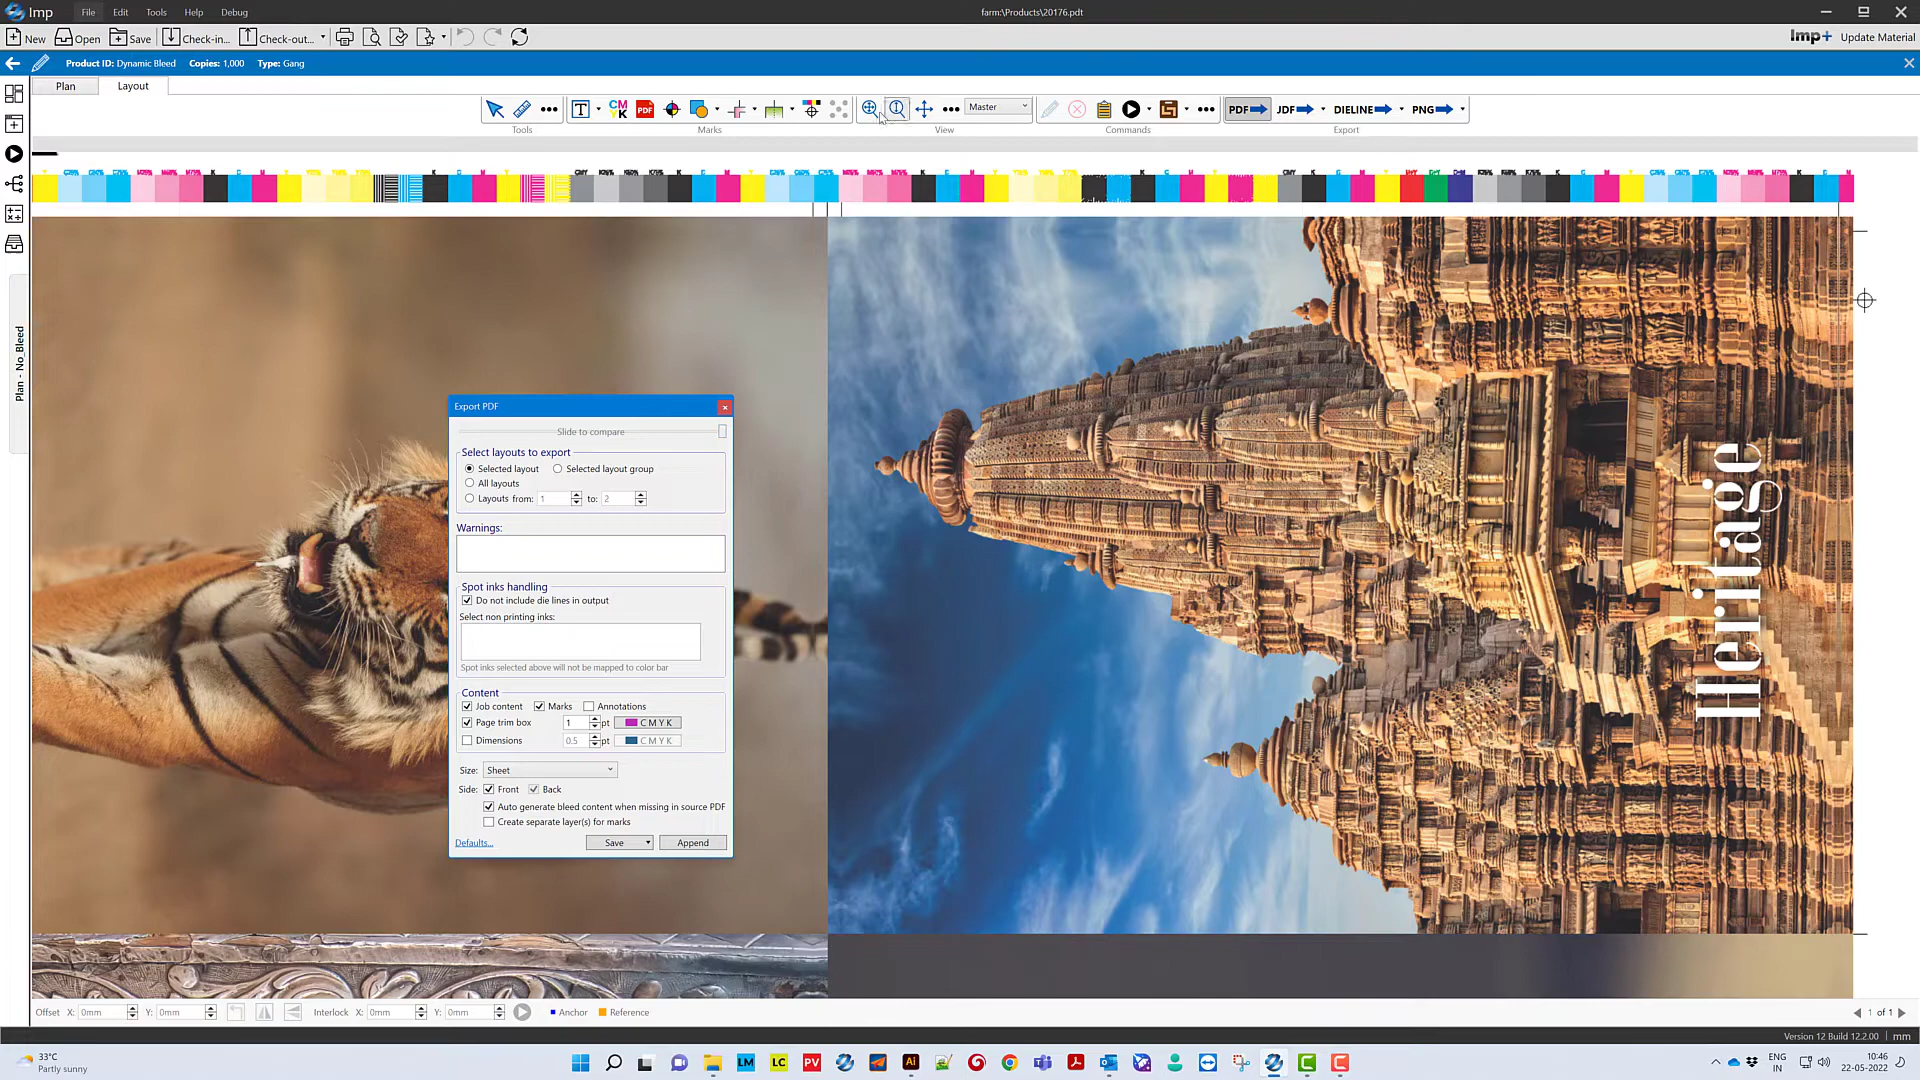 Imp File Edit Tools Help Debug farm:\Products\20176.pdt
New Open Save Check-in... Check-out... Imp+ Update Material
Product ID: Dynamic Bleed Copies: 1,000 Type: Gang
Plan Layout
T CM YK PDF Master PDF JDF DIELINE PNG
Tools Marks View Commands Export
Plan - No_Bleed
Heritage
Export PDF
Slide to compare
Select layouts to export
Selected layout Selected layout group
All layouts
Layouts from: 1 to: 2
Warnings:
Spot inks handling
Do not include die lines in output
Select non printing inks:
Spot inks selected above will not be mapped to color bar
Content
Job content Marks Annotations
Page trim box 1 pt C M Y K
Dimensions 0.5 pt C M Y K
Size: Sheet
Side: Front Back
Auto generate bleed content when missing in source PDF
Create separate layer(s) for marks
Defaults... Save Append
Offset X: 0mm Y: 0mm Interlock X: 0mm Y: 0mm Anchor Reference 1 of 1
Version 12 Build 12.2.00 mm
33°C
Partly sunny
LM LC PV Ai
ENG
IN
10:46
22-05-2022